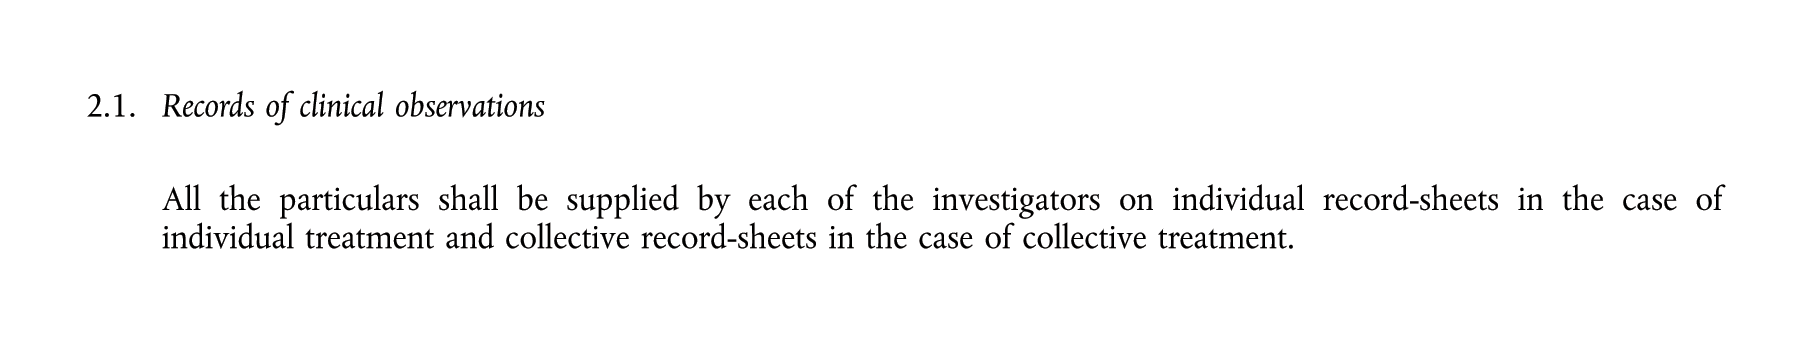 2.1. Records of clinical observations
All the particulars shall be supplied by each of the investigators on individual record-sheets in the case of
individual treatment and collective record-sheets in the case of collective treatment.